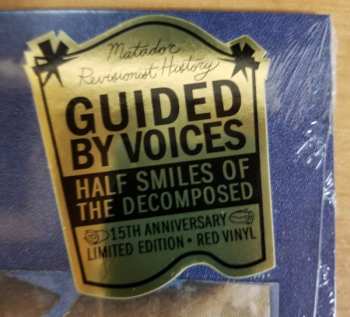 Matador
Revisionist History
GUIDED
BY VOICES
HALF SMILES OF
THE DECOMPOSED
15TH ANNIVERSARY
LIMITED EDITION • RED VINYL